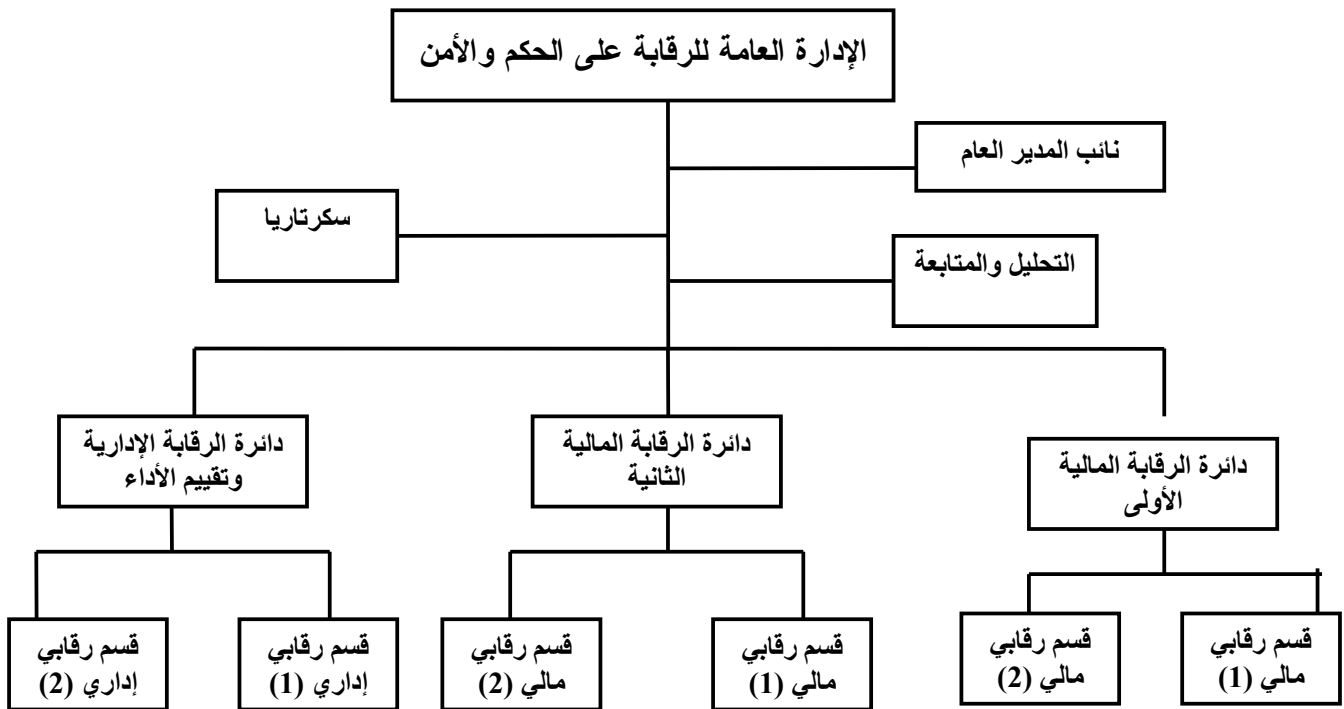 الإدارة العامة للرقابة على الحكم والأمن
نائب المدير العام
سكرتاريا
التحليل والمتابعة
دائرة الرقابة المالية
الأولى
دائرة الرقابة المالية
الثانية
دائرة الرقابة الإدارية
وتقييم الأداء
قسم رقابي
مالي (1)
قسم رقابي
مالي (2)
قسم رقابي
مالي (1)
قسم رقابي
مالي (2)
قسم رقابي
إداري (1)
قسم رقابي
إداري (2)